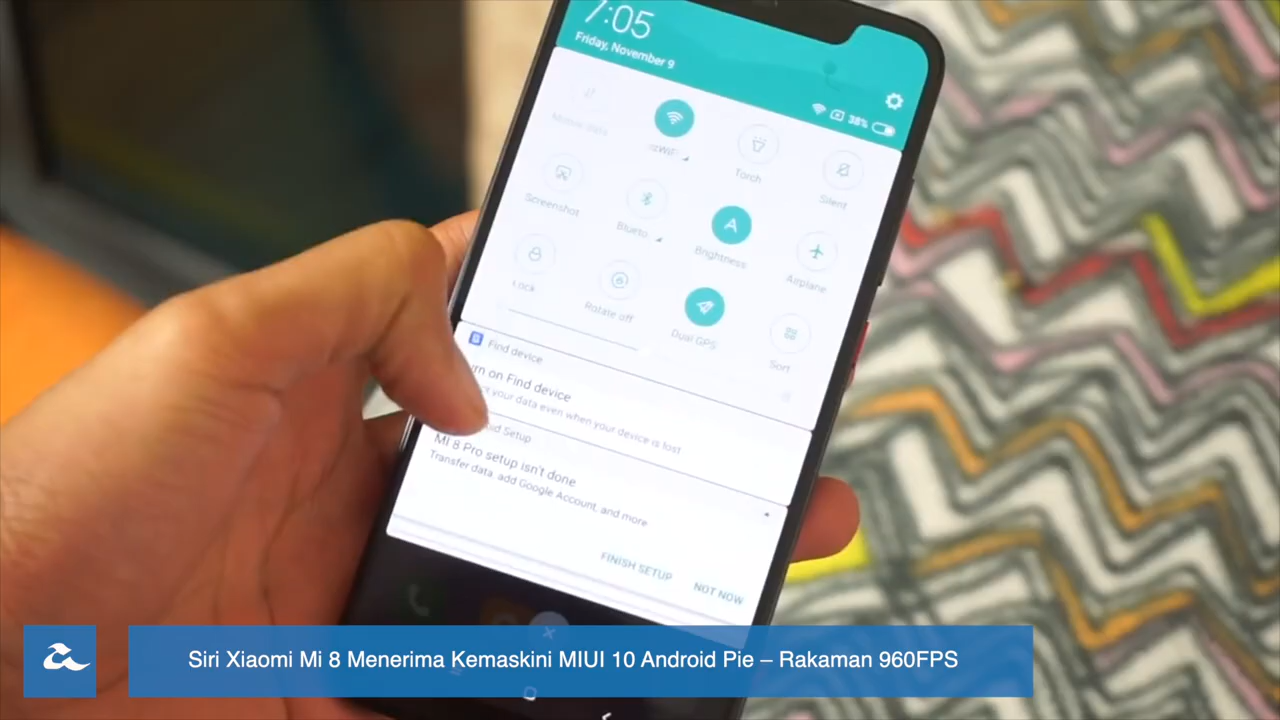 7:05
Friday, November 9
38%
Torch
Silent
Screenshot
Brightness
Airplane
Lock
Rotate off
Dual GPS
Sort
Find device
on Find device
your data even when your device is lost
Setup
MI 8 Pro setup isn't done
Transfer data, add Google Account, and more
FINISH SETUP
NOT NOW
Siri Xiaomi Mi 8 Menerima Kemaskini MIUI 10 Android Pie – Rakaman 960FPS